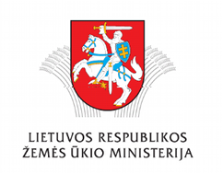 LIETUVOS RESPUBLIKOS
ŽEMĖS ŪKIO MINISTERIJA